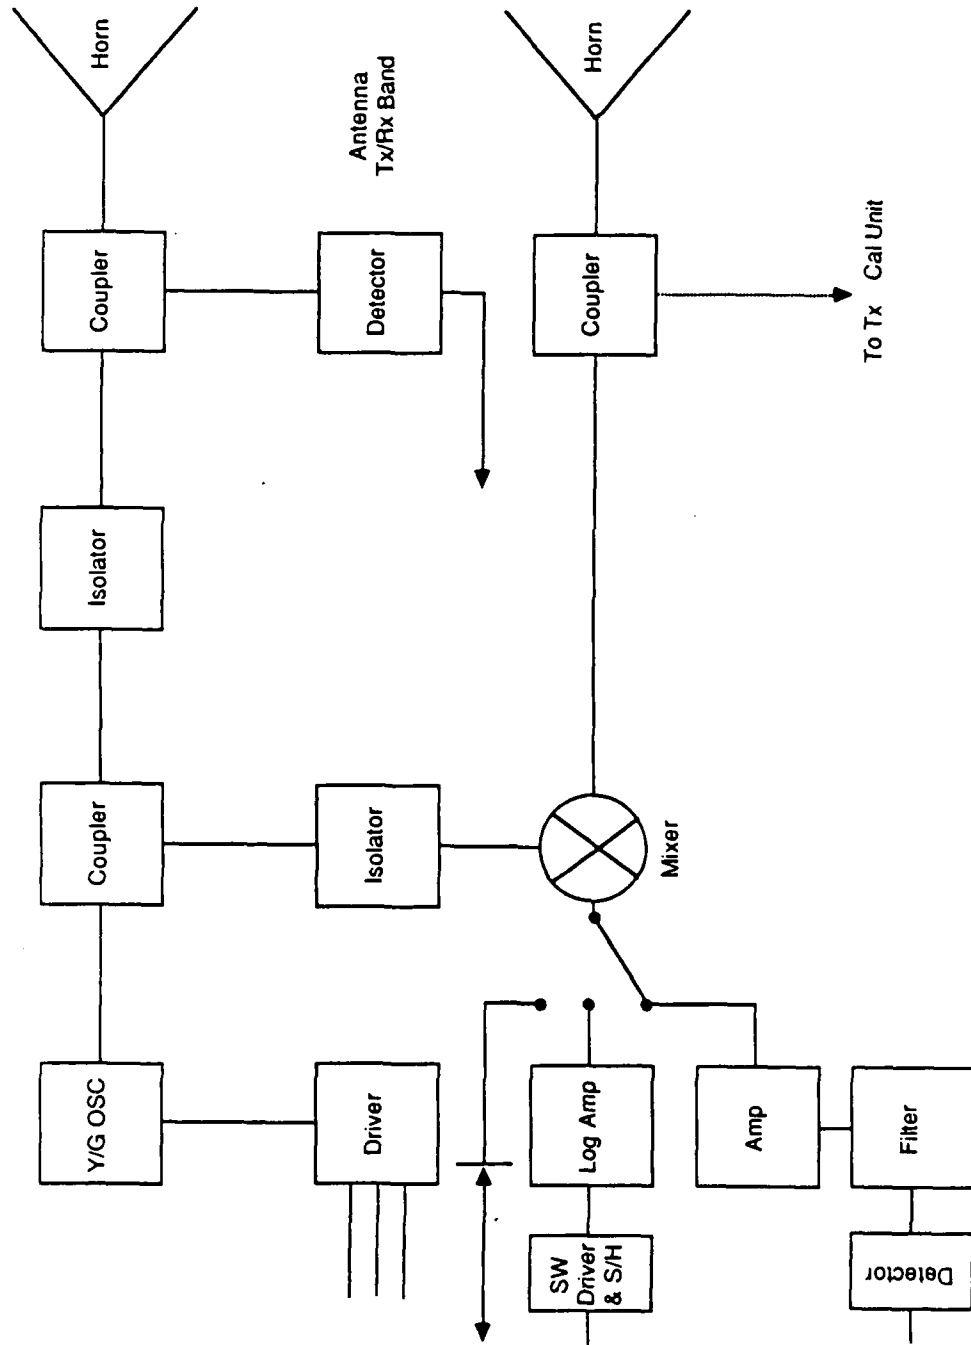 Horn
Coupler
Isolator
Coupler
Y/G OSC
Antenna
Tx/Rx Band
Detector
Isolator
Driver
Horn
Coupler
Mixer
Log Amp
SW
Driver
& S/H
To Tx Cal Unit
Amp
Filter
Detector